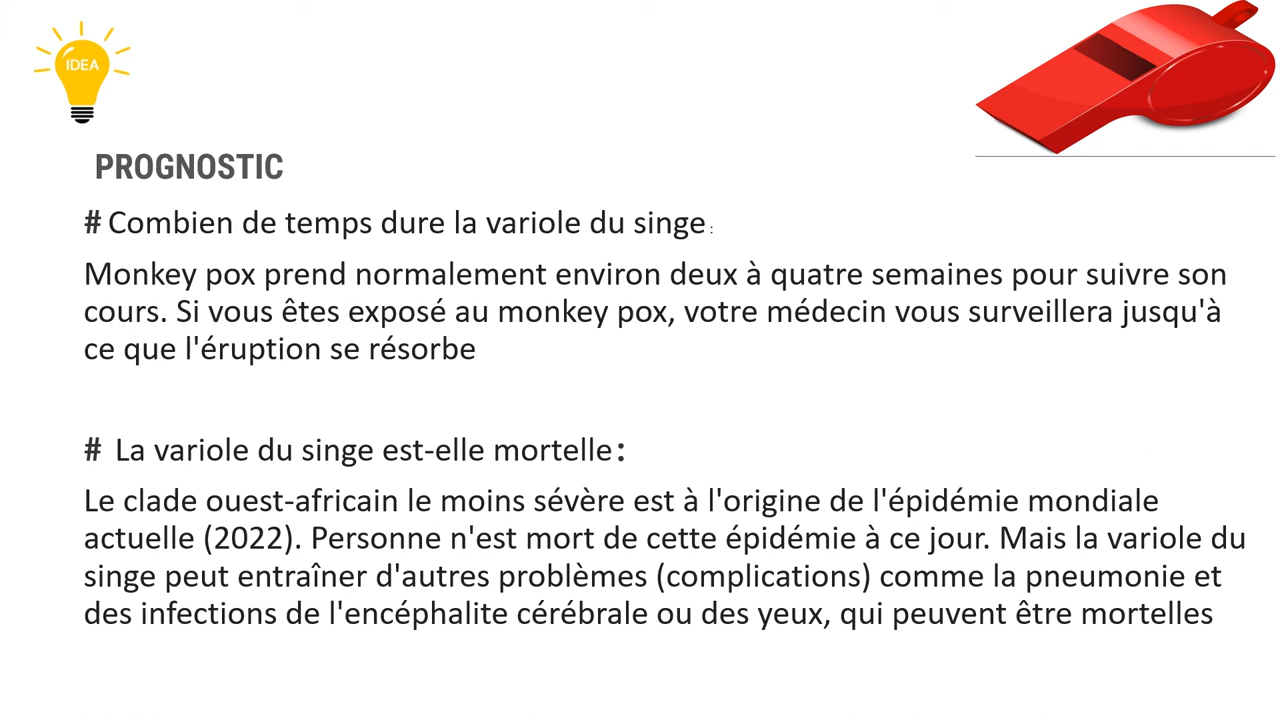 IDEA
PROGNOSTIC
# Combien de temps dure la variole du singe :
Monkey pox prend normalement environ deux à quatre semaines pour suivre son
cours. Si vous êtes exposé au monkey pox, votre médecin vous surveillera jusqu'à
ce que l'éruption se résorbe
# La variole du singe est-elle mortelle :
Le clade ouest-africain le moins sévère est à l'origine de l'épidémie mondiale
actuelle (2022). Personne n'est mort de cette épidémie à ce jour. Mais la variole du
singe peut entraîner d'autres problèmes (complications) comme la pneumonie et
des infections de l'encéphalite cérébrale ou des yeux, qui peuvent être mortelles